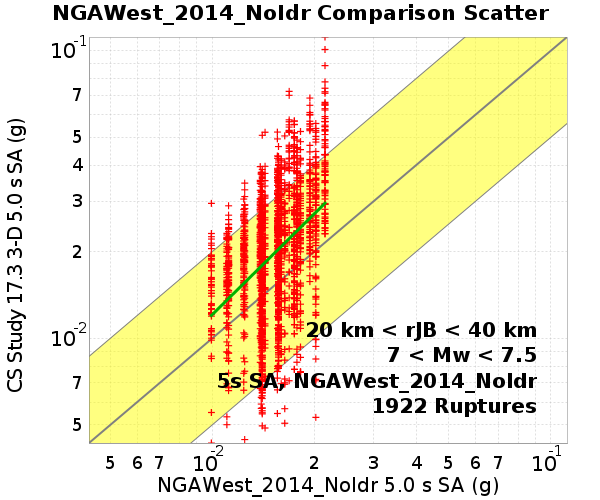 NGAWest_2014_NoIdr Comparison Scatter
CS Study 17.3 3-D 5.0 s SA (g)
10^-1
7
5
4
3
2
10^-2
7
5
20 km < rJB < 40 km
7 < Mw < 7.5
5s SA, NGAWest_2014_NoIdr
1922 Ruptures
5 6 7 10^-2 2 3 4 5 6 7 10^-1
NGAWest_2014_NoIdr 5.0 s SA (g)